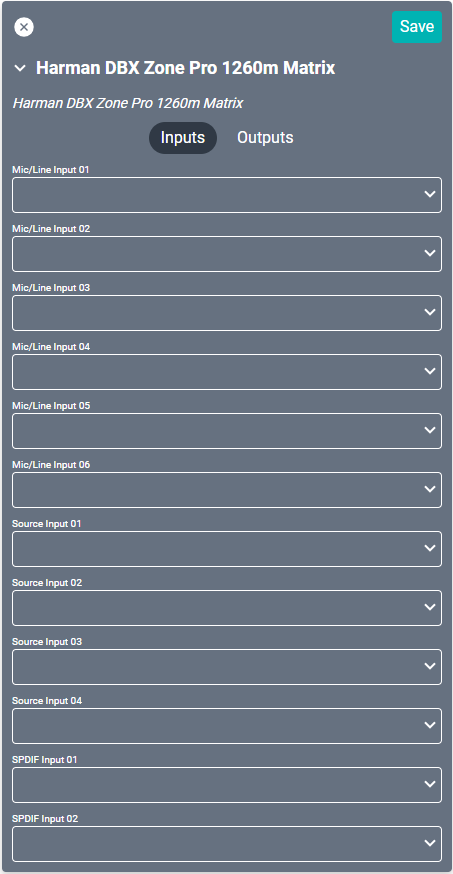 Save
Harman DBX Zone Pro 1260m Matrix
Harman DBX Zone Pro 1260m Matrix
Inputs Outputs
Mic/Line Input 01
Mic/Line Input 02
Mic/Line Input 03
Mic/Line Input 04
Mic/Line Input 05
Mic/Line Input 06
Source Input 01
Source Input 02
Source Input 03
Source Input 04
SPDIF Input 01
SPDIF Input 02